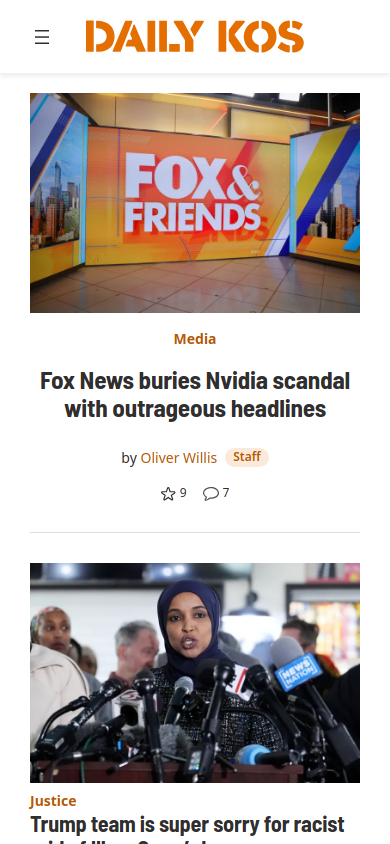 DAILY KOS
FOX&
FRIENDS
Media
Fox News buries Nvidia scandal
with outrageous headlines
by Oliver Willis Staff
9 7
NEWS
NATION
Justice
Trump team is super sorry for racist